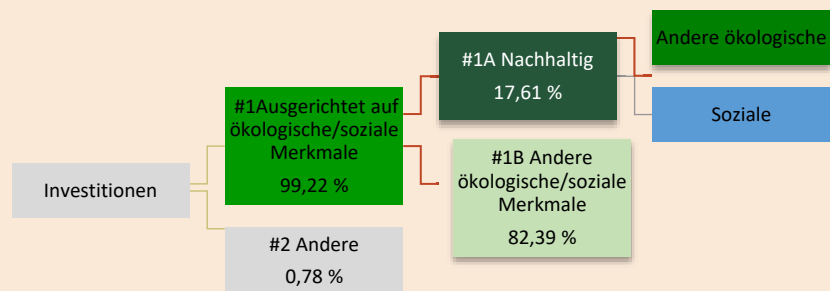 Investitionen
#1Ausgerichtet auf
ökologische/soziale
Merkmale
99,22 %
#2 Andere
0,78 %
#1A Nachhaltig
17,61 %
#1B Andere
ökologische/soziale
Merkmale
82,39 %
Andere ökologische
Soziale